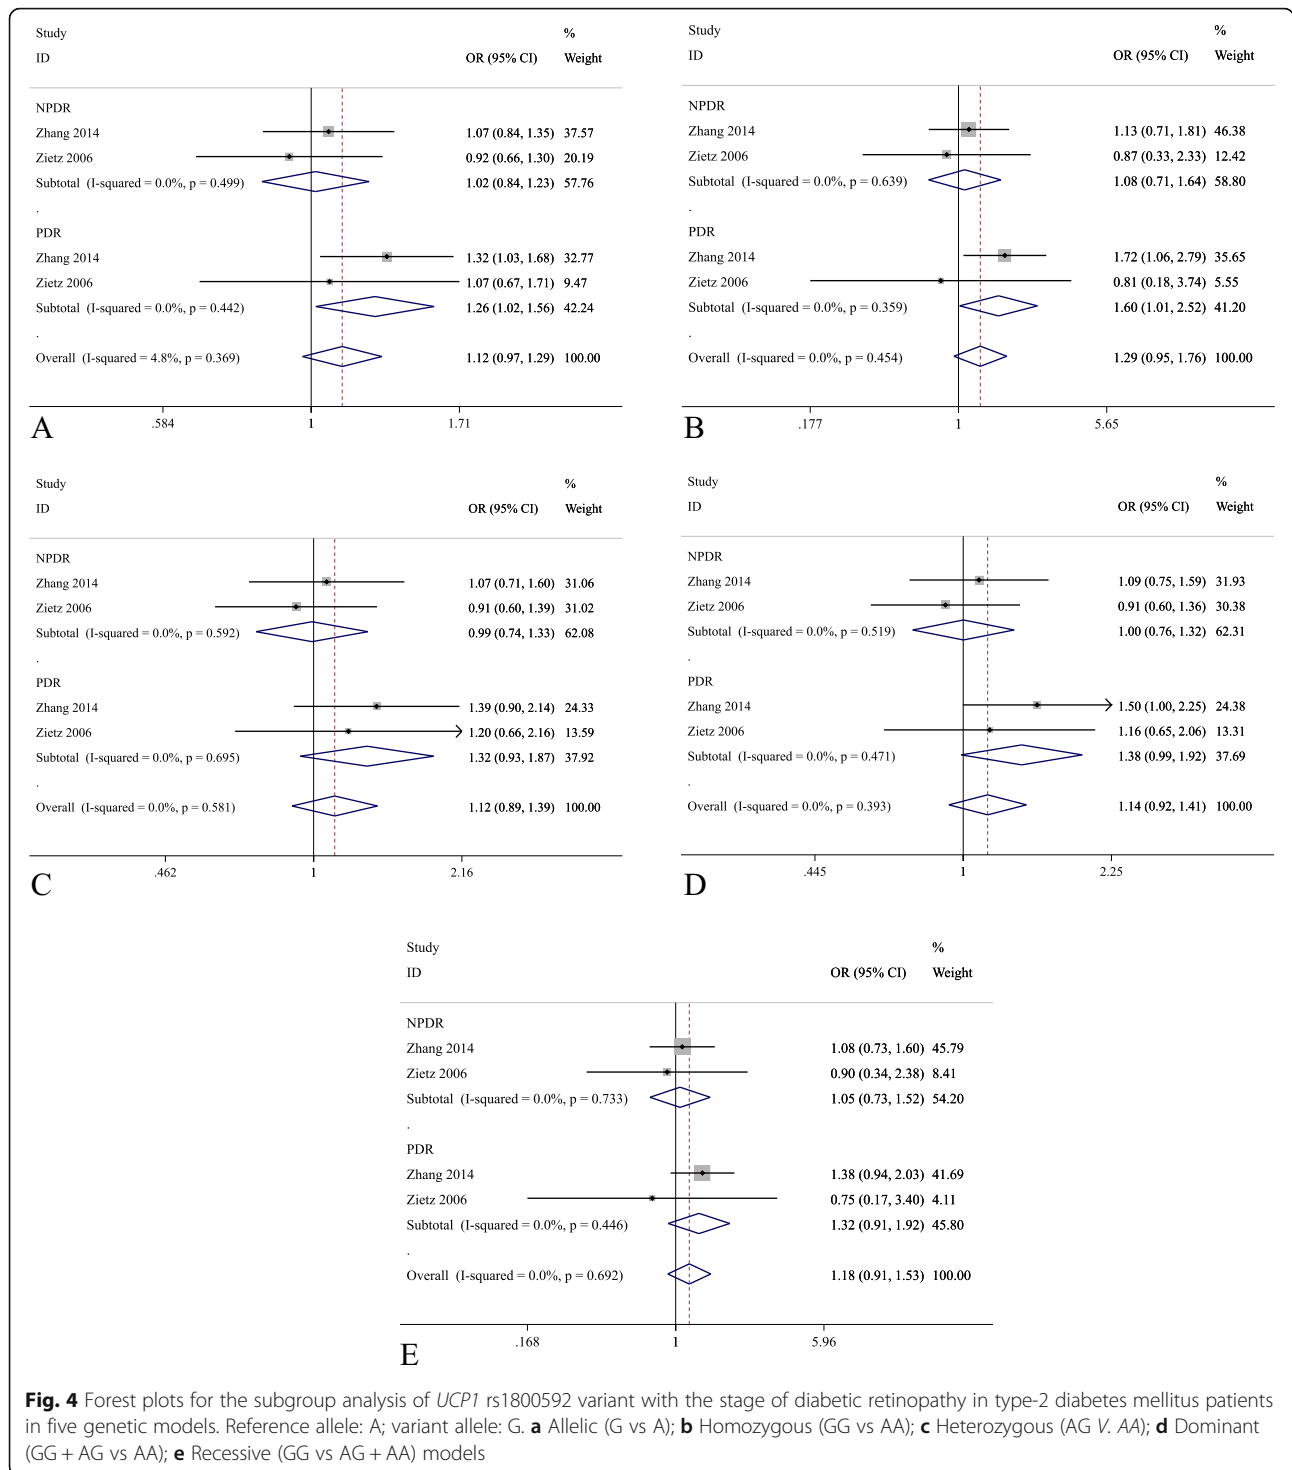 Study %
ID OR (95% CI) Weight
NPDR
Zhang 2014 1.07 (0.84, 1.35) 37.57
Zietz 2006 0.92 (0.66, 1.30) 20.19
Subtotal (I-squared = 0.0%, p = 0.499) 1.02 (0.84, 1.23) 57.76
.
PDR
Zhang 2014 1.32 (1.03, 1.68) 32.77
Zietz 2006 1.07 (0.67, 1.71) 9.47
Subtotal (I-squared = 0.0%, p = 0.442) 1.26 (1.02, 1.56) 42.24
.
Overall (I-squared = 4.8%, p = 0.369) 1.12 (0.97, 1.29) 100.00
.584 1 1.71
A
Study %
ID OR (95% CI) Weight
NPDR
Zhang 2014 1.13 (0.71, 1.81) 46.38
Zietz 2006 0.87 (0.33, 2.33) 12.42
Subtotal (I-squared = 0.0%, p = 0.639) 1.08 (0.71, 1.64) 58.80
.
PDR
Zhang 2014 1.72 (1.06, 2.79) 35.65
Zietz 2006 0.81 (0.18, 3.74) 5.55
Subtotal (I-squared = 0.0%, p = 0.359) 1.60 (1.01, 2.52) 41.20
.
Overall (I-squared = 0.0%, p = 0.454) 1.29 (0.95, 1.76) 100.00
.177 1 5.65
B
Study %
ID OR (95% CI) Weight
NPDR
Zhang 2014 1.07 (0.71, 1.60) 31.06
Zietz 2006 0.91 (0.60, 1.39) 31.02
Subtotal (I-squared = 0.0%, p = 0.592) 0.99 (0.74, 1.33) 62.08
.
PDR
Zhang 2014 1.39 (0.90, 2.14) 24.33
Zietz 2006 1.20 (0.66, 2.16) 13.59
Subtotal (I-squared = 0.0%, p = 0.695) 1.32 (0.93, 1.87) 37.92
.
Overall (I-squared = 0.0%, p = 0.581) 1.12 (0.89, 1.39) 100.00
.462 1 2.16
C
Study %
ID OR (95% CI) Weight
NPDR
Zhang 2014 1.09 (0.75, 1.59) 31.93
Zietz 2006 0.91 (0.60, 1.36) 30.38
Subtotal (I-squared = 0.0%, p = 0.519) 1.00 (0.76, 1.32) 62.31
.
PDR
Zhang 2014 1.50 (1.00, 2.25) 24.38
Zietz 2006 1.16 (0.65, 2.06) 13.31
Subtotal (I-squared = 0.0%, p = 0.471) 1.38 (0.99, 1.92) 37.69
.
Overall (I-squared = 0.0%, p = 0.393) 1.14 (0.92, 1.41) 100.00
.445 1 2.25
D
Study %
ID OR (95% CI) Weight
NPDR
Zhang 2014 1.08 (0.73, 1.60) 45.79
Zietz 2006 0.90 (0.34, 2.38) 8.41
Subtotal (I-squared = 0.0%, p = 0.733) 1.05 (0.73, 1.52) 54.20
.
PDR
Zhang 2014 1.38 (0.94, 2.03) 41.69
Zietz 2006 0.75 (0.17, 3.40) 4.11
Subtotal (I-squared = 0.0%, p = 0.446) 1.32 (0.91, 1.92) 45.80
.
Overall (I-squared = 0.0%, p = 0.692) 1.18 (0.91, 1.53) 100.00
.168 1 5.96
E
Fig. 4 Forest plots for the subgroup analysis of UCP1 rs1800592 variant with the stage of diabetic retinopathy in type-2 diabetes mellitus patients
in five genetic models. Reference allele: A; variant allele: G. a Allelic (G vs A); b Homozygous (GG vs AA); c Heterozygous (AG V. AA); d Dominant
(GG + AG vs AA); e Recessive (GG vs AG + AA) models